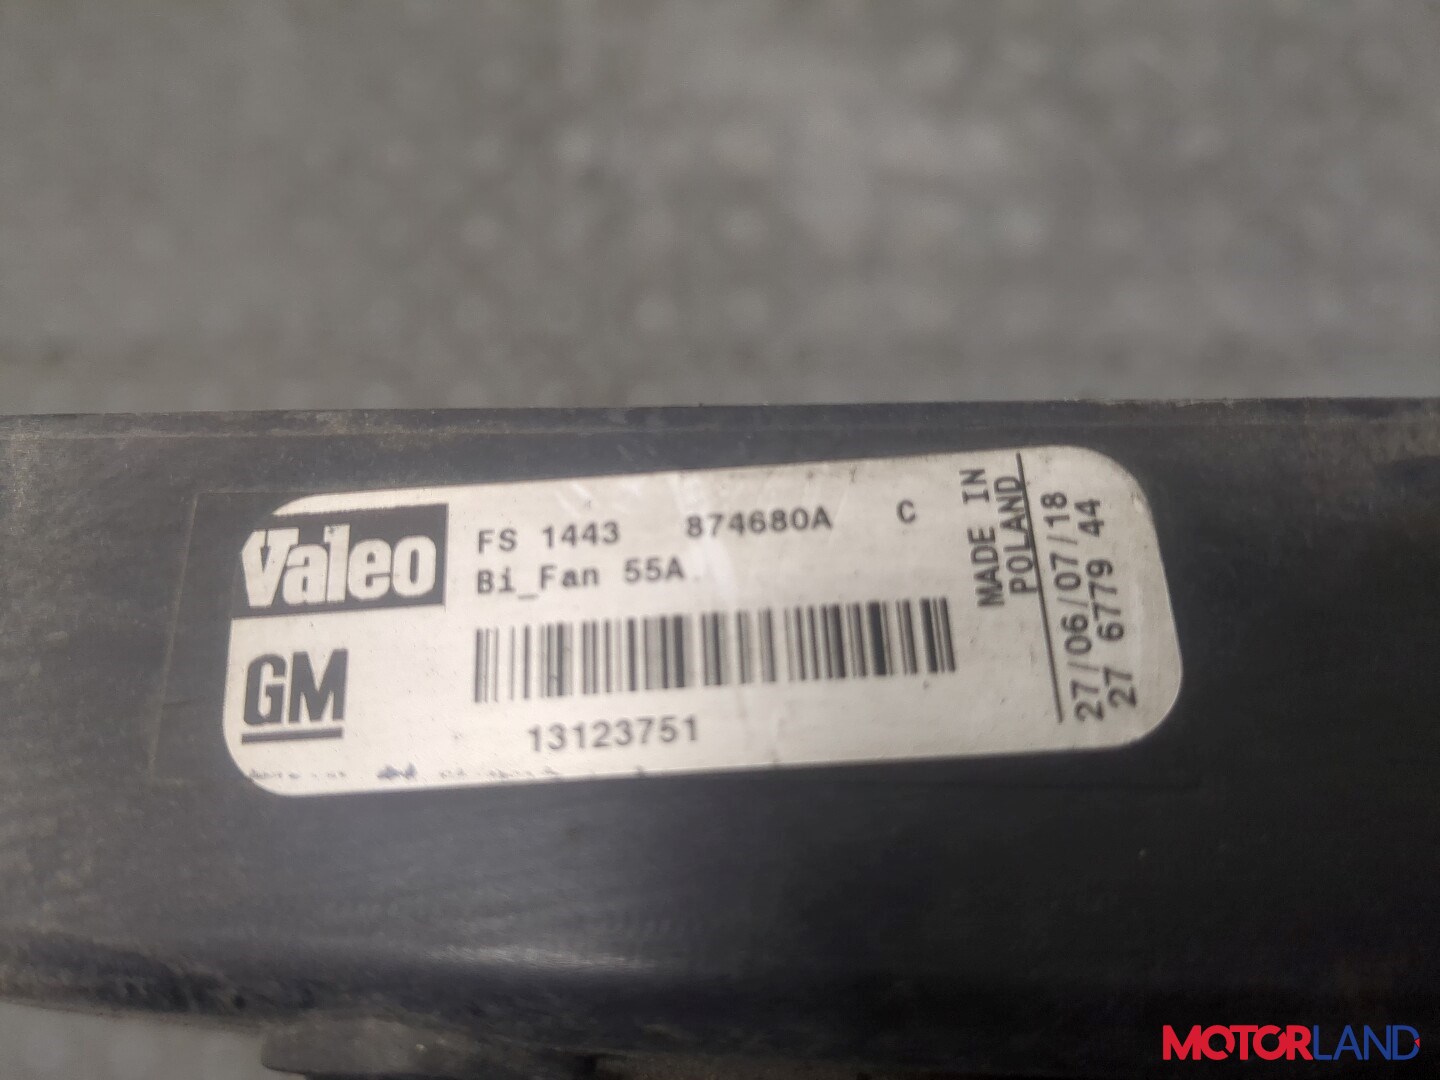 Valeo
FS 1443 874680A C
Bi_Fan 55A
GM
13123751
MADE IN
POLAND
27/06/07/18
27 6779 44
MOTORLAND